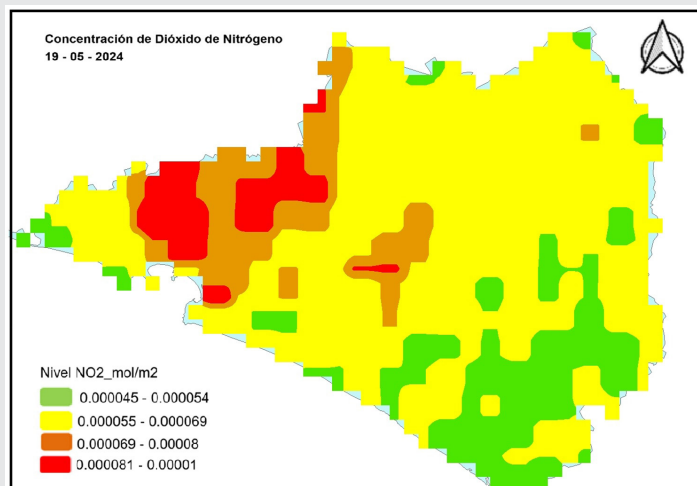 Concentración de Dióxido de Nitrógeno
19 - 05 - 2024
Nivel NO2_mol/m2
0.000045 - 0.000054
0.000055 - 0.000069
0.000069 - 0.00008
0.000081 - 0.00001